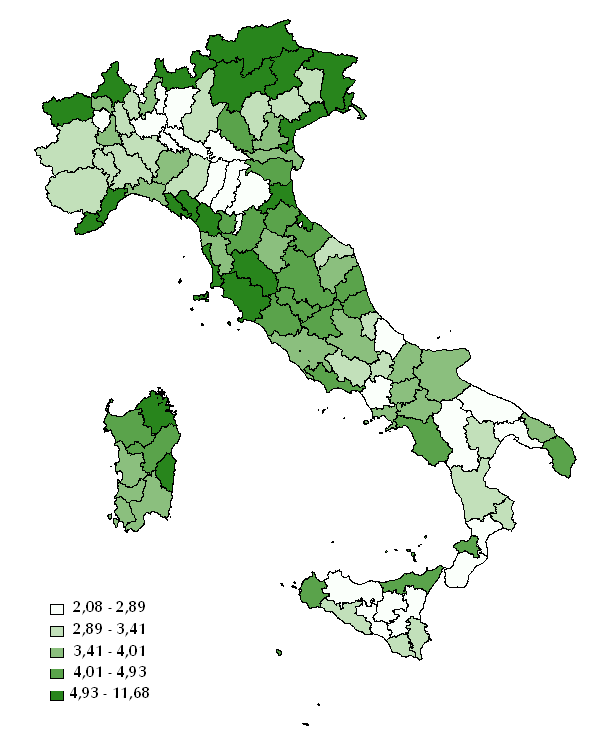 2,08 - 2,89
2,89 - 3,41
3,41 - 4,01
4,01 - 4,93
4,93 - 11,68